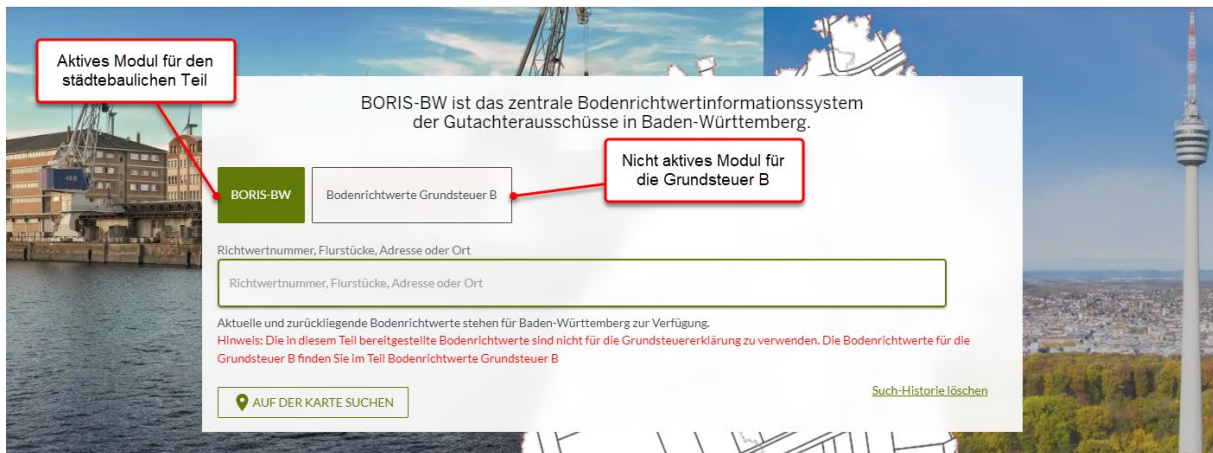 Aktives Modul für den
städtebaulichen Teil
BORIS-BW ist das zentrale Bodenrichtwertinformationssystem
der Gutachterausschüsse in Baden-Württemberg.
Nicht aktives Modul für
die Grundsteuer B
BORIS-BW
Bodenrichtwerte Grundsteuer B
Richtwertnummer, Flurstücke, Adresse oder Ort
Richtwertnummer, Flurstücke, Adresse oder Ort
Aktuelle und zurückliegende Bodenrichtwerte stehen für Baden-Württemberg zur Verfügung.
Hinweis: Die in diesem Teil bereitgestellte Bodenrichtwerte sind nicht für die Grundsteuererklärung zu verwenden. Die Bodenrichtwerte für die
Grundsteuer B finden Sie im Teil Bodenrichtwerte Grundsteuer B
AUF DER KARTE SUCHEN
Such-Historie löschen